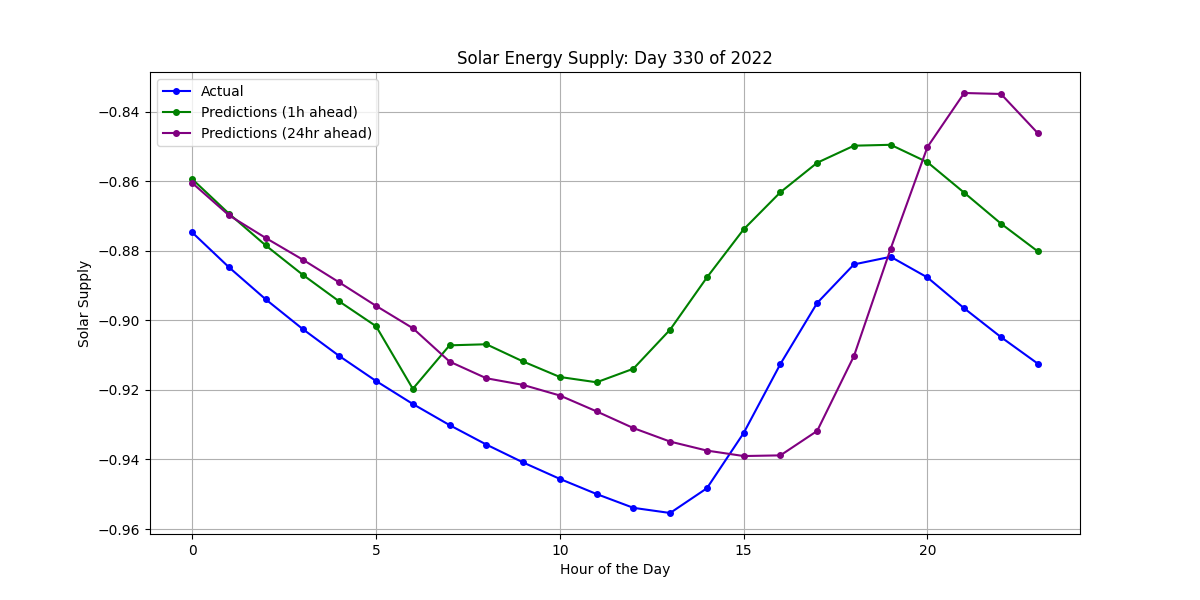 Solar Energy Supply: Day 330 of 2022
Actual
Predictions (1h ahead)
Predictions (24hr ahead)
Solar Supply
−0.84
−0.86
−0.88
−0.90
−0.92
−0.94
−0.96
0
5
10
15
20
Hour of the Day